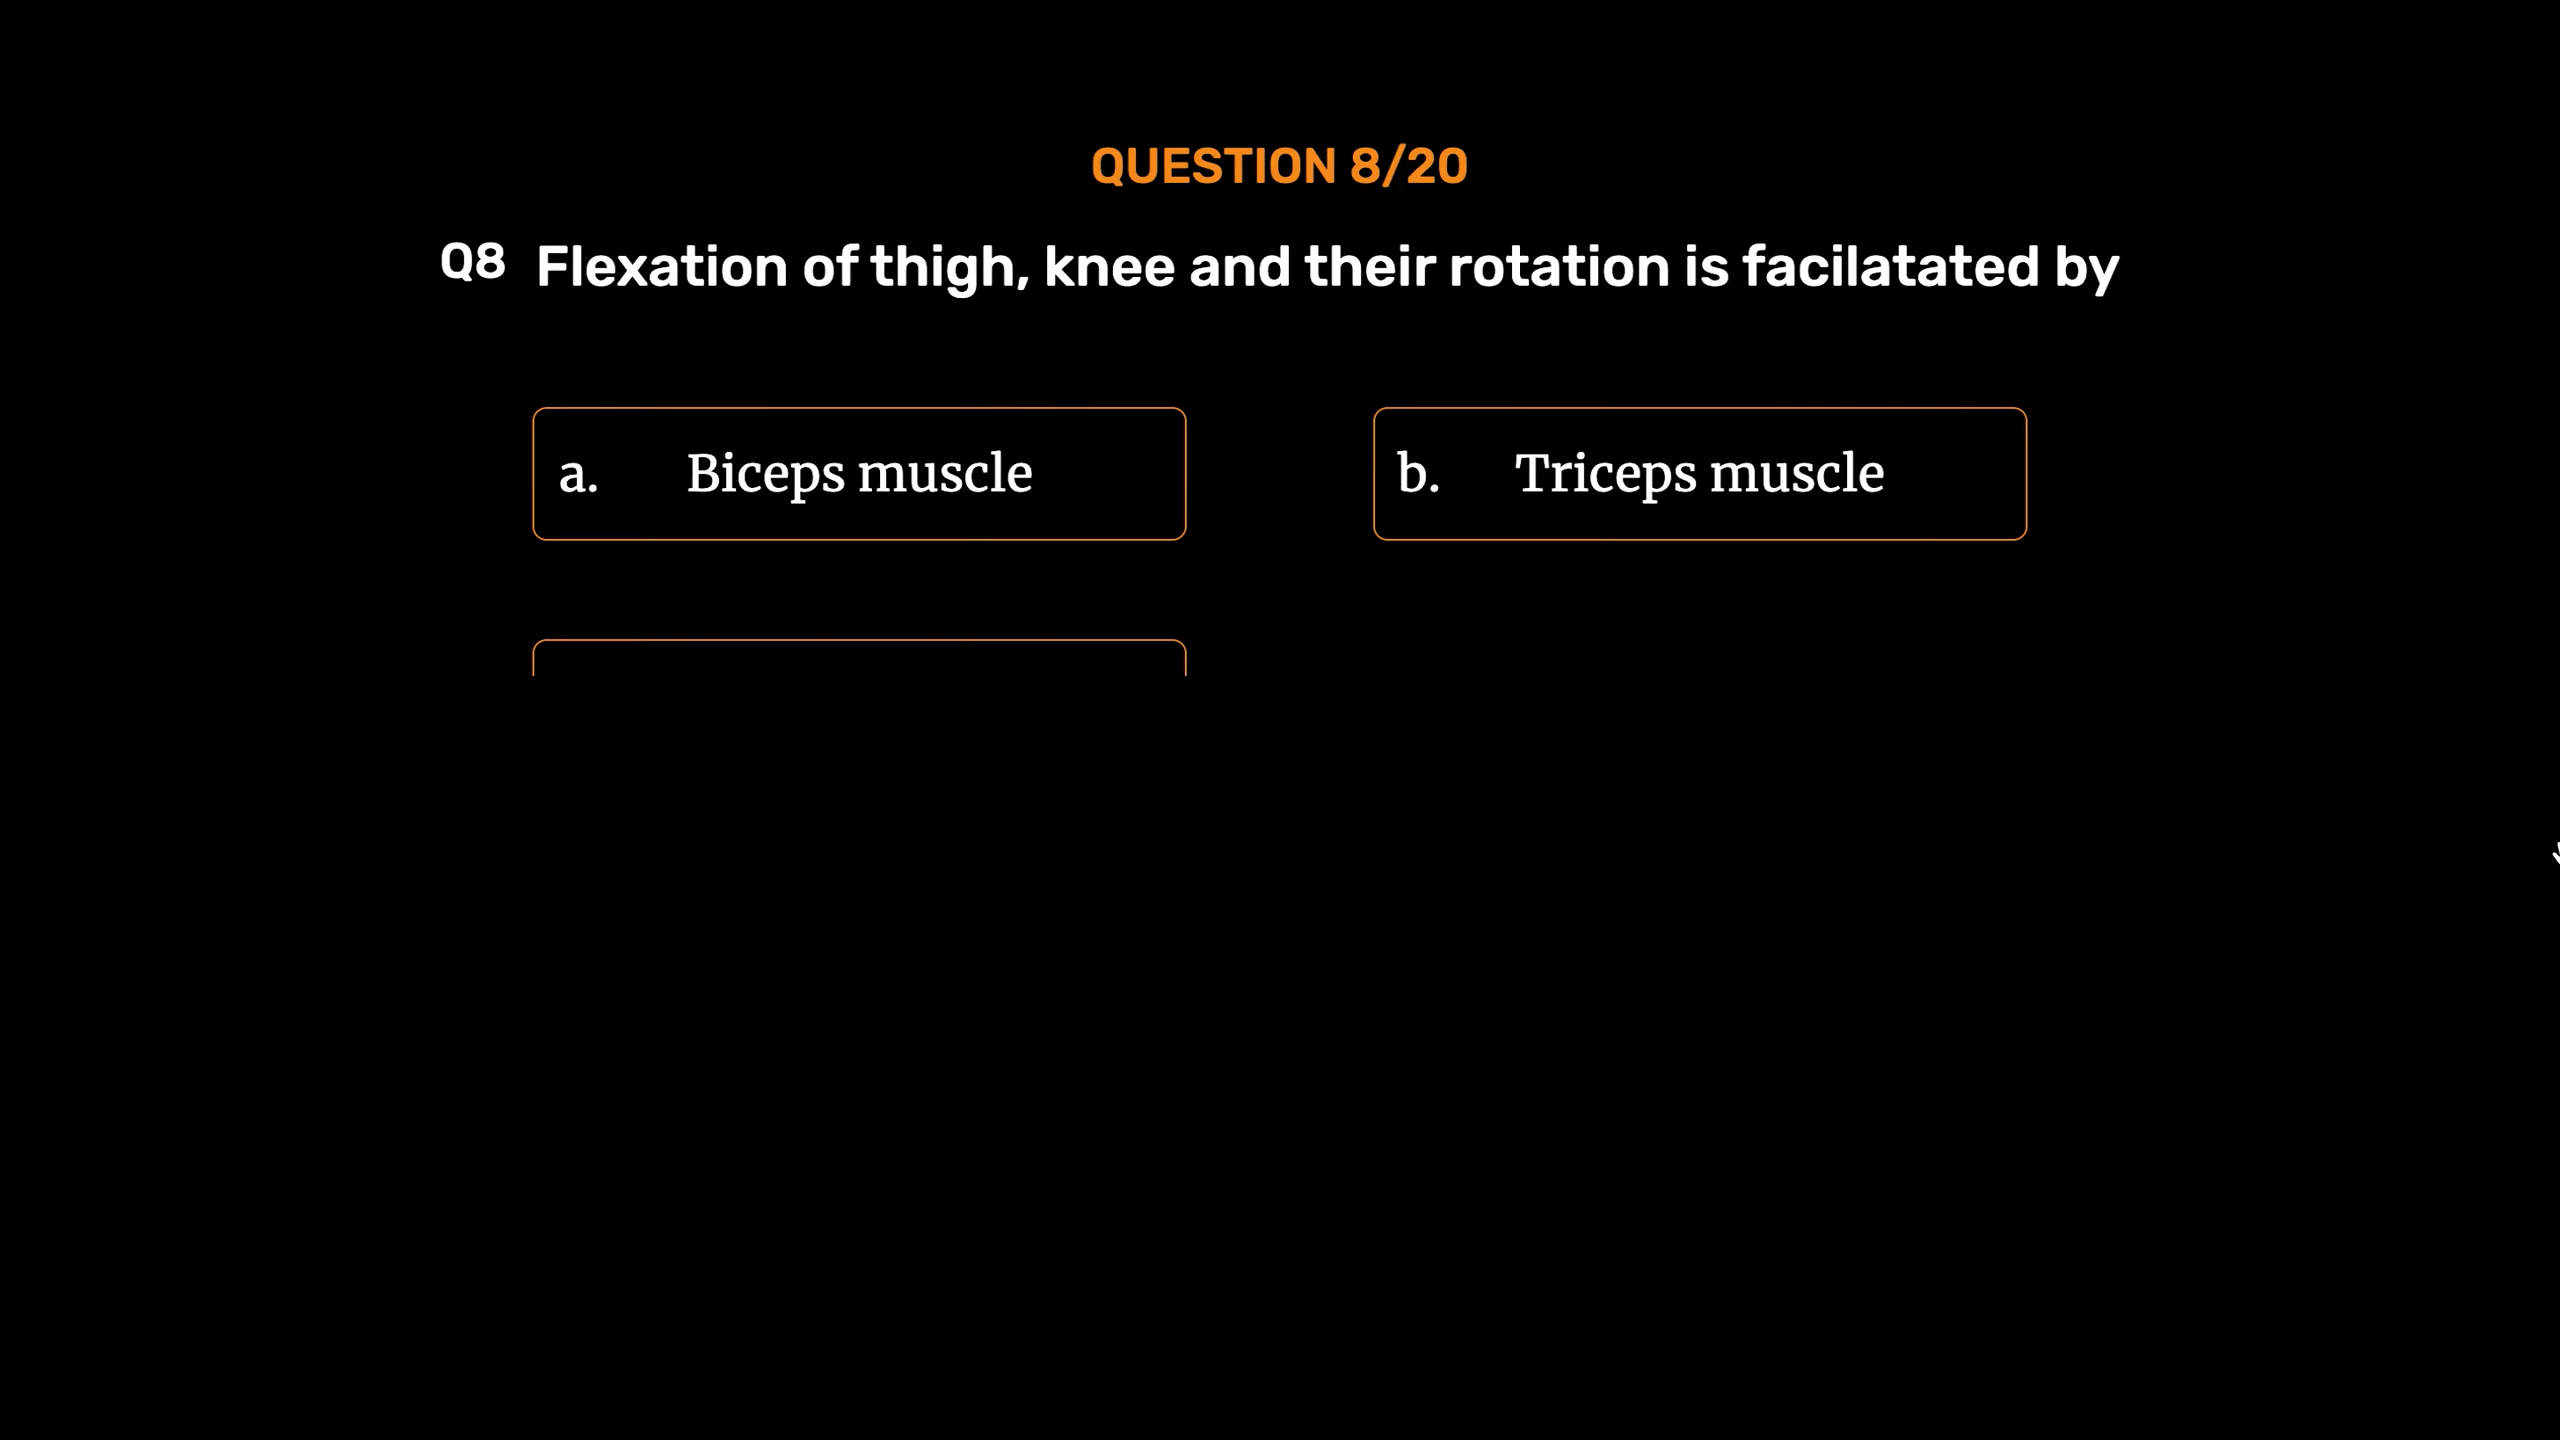 QUESTION 8/20
Q8 Flexation of thigh, knee and their rotation is facilatated by
a. Biceps muscle
b. Triceps muscle